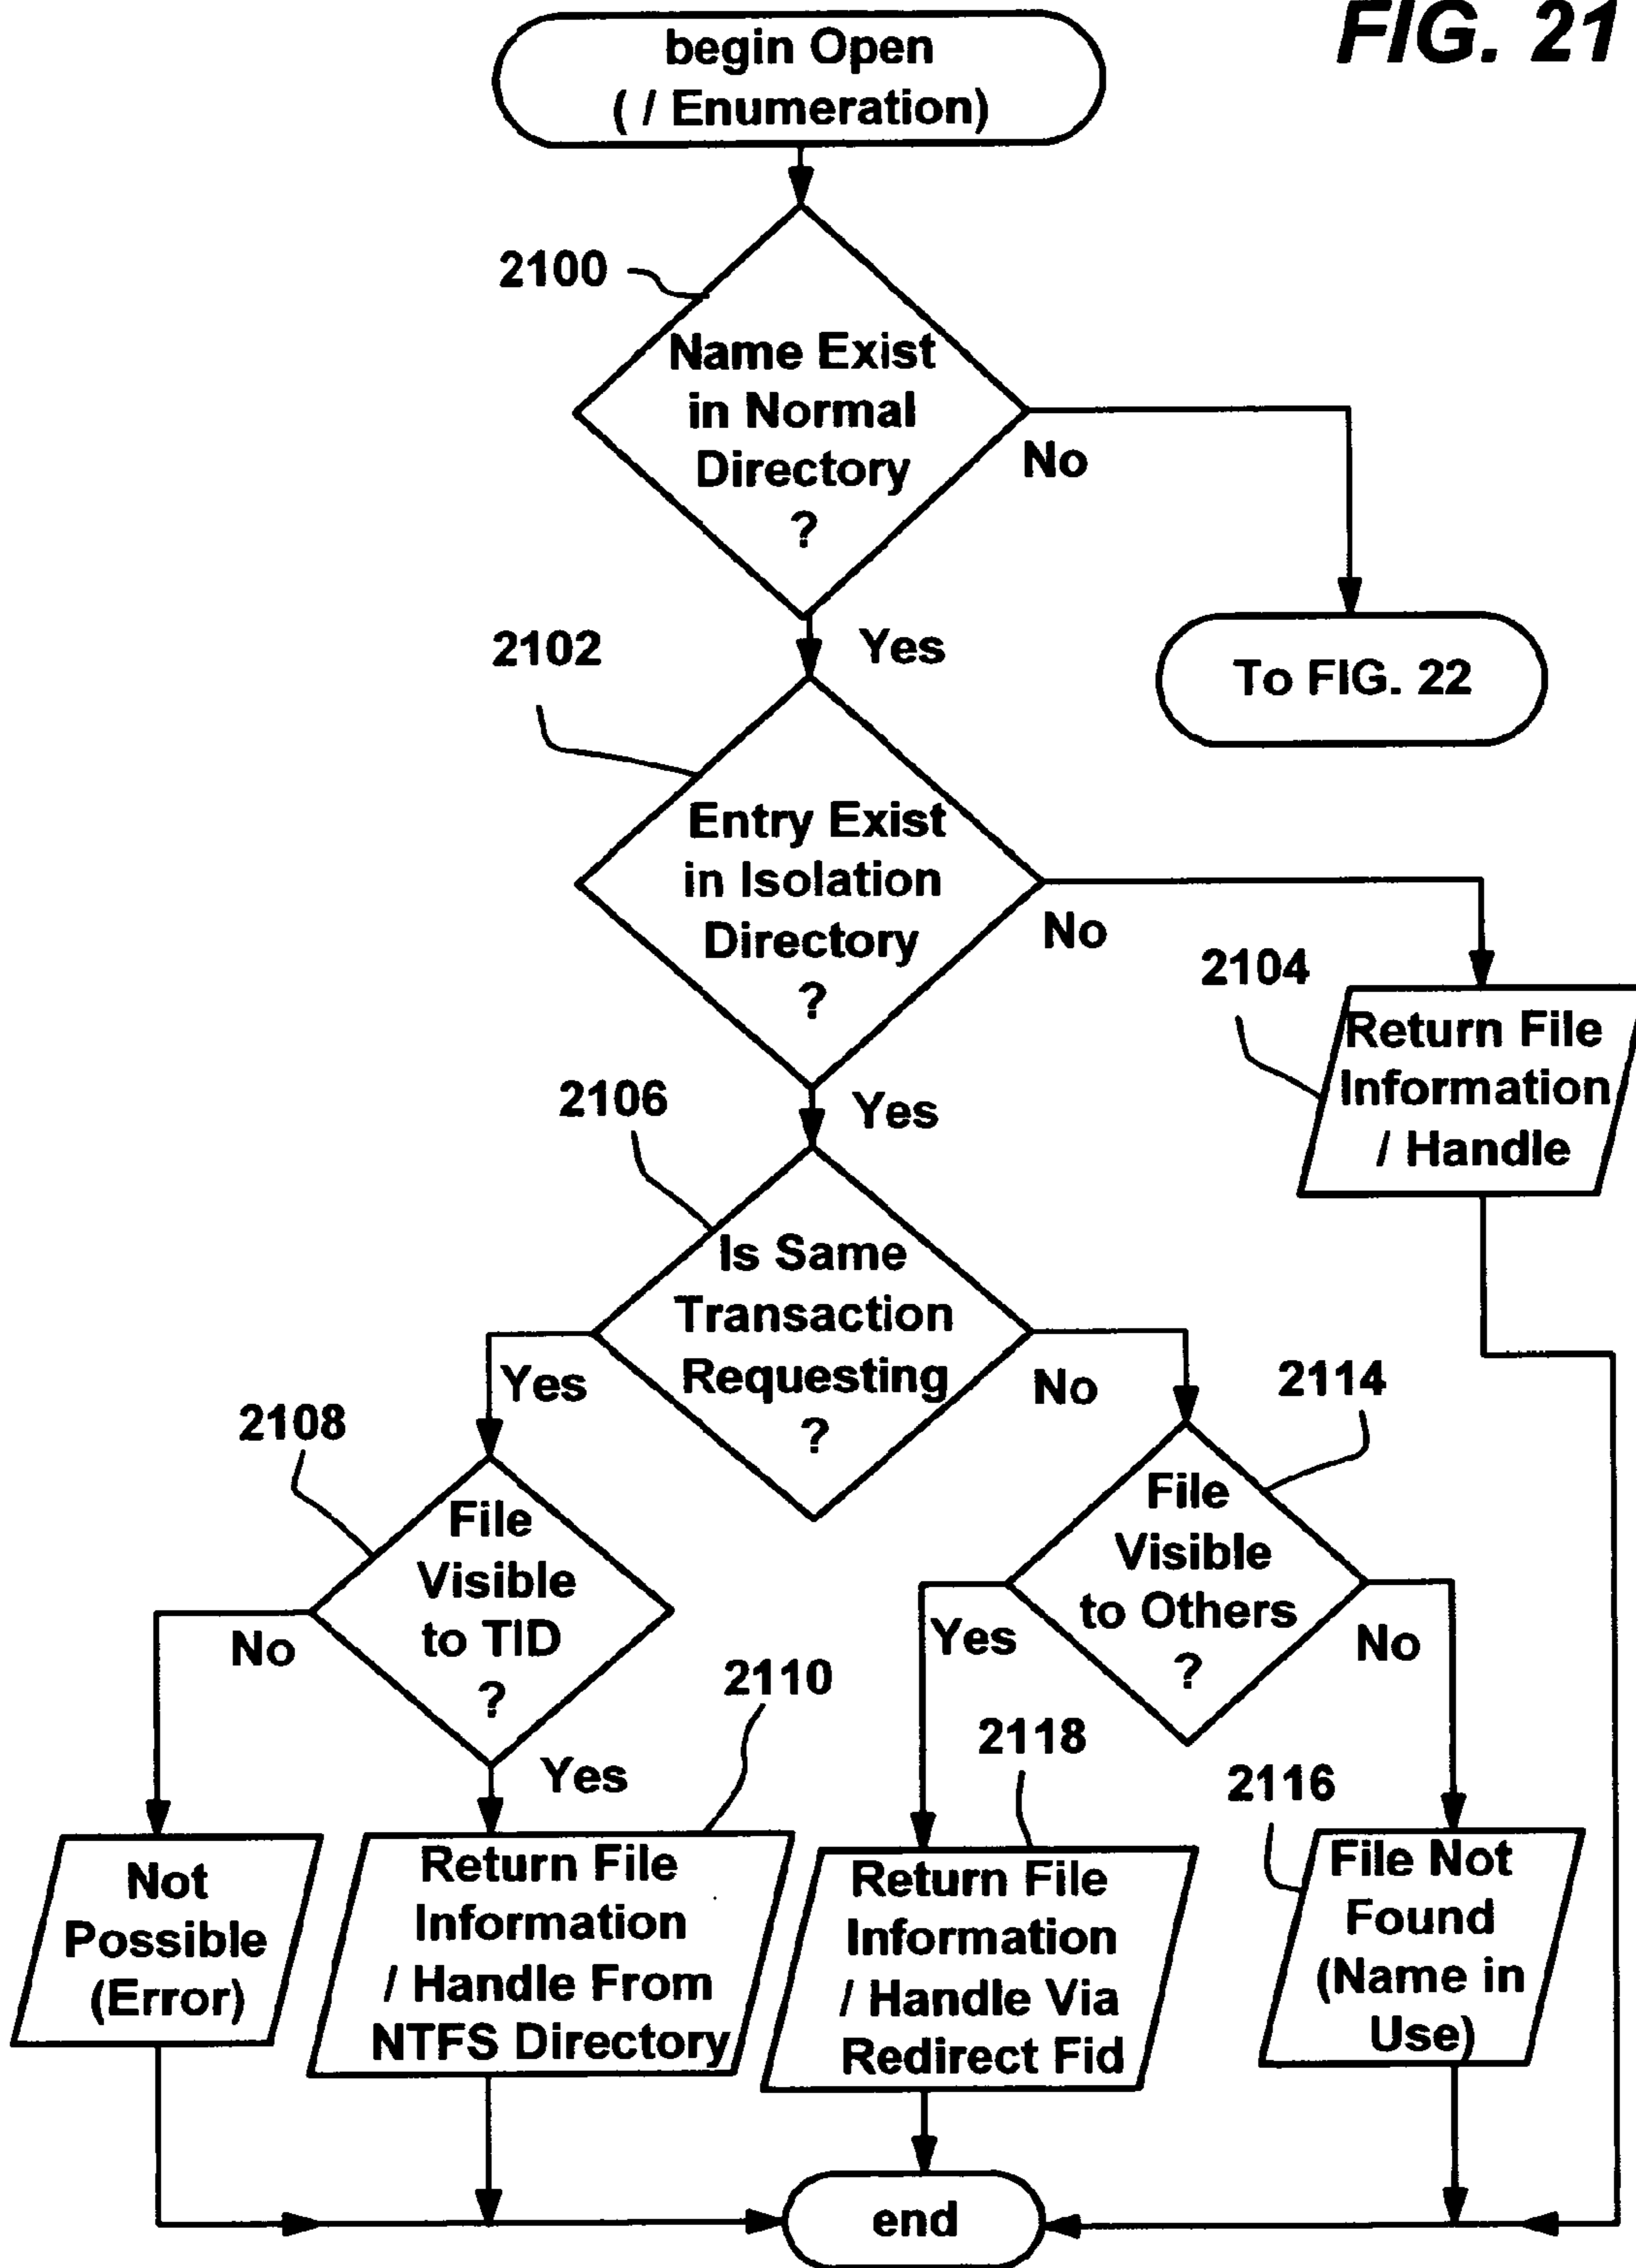 FIG. 21
begin Open
( / Enumeration)
2100
Name Exist
in Normal
Directory
?
No
To FIG. 22
Yes
2102
Entry Exist
in Isolation
Directory
?
No
2104
Return File
Information
/ Handle
Yes
2106
Is Same
Transaction
Requesting
?
Yes
No
2108
File
Visible
to TID
?
No
Yes
2114
File
Visible
to Others
?
Yes
No
Not
Possible
(Error)
2110
Return File
Information
/ Handle From
NTFS Directory
2118
Return File
Information
/ Handle Via
Redirect Fid
2116
File Not
Found
(Name in
Use)
end